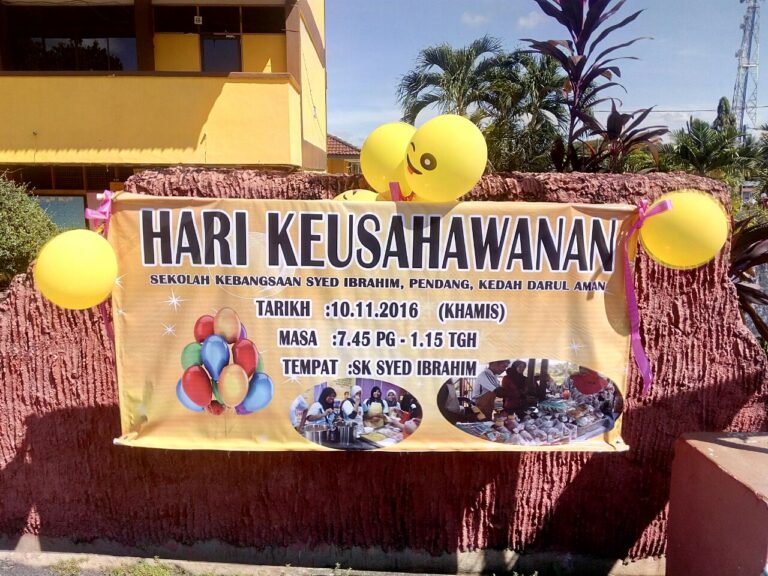 HARI KEUSAHAWANAN
SEKOLAH KEBANGSAAN SYED IBRAHIM, PENDANG, KEDAH DARUL AMAN
TARIKH :10.11.2016 (KHAMIS)
MASA :7.45 PG - 1.15 TGH
TEMPAT :SK SYED IBRAHIM